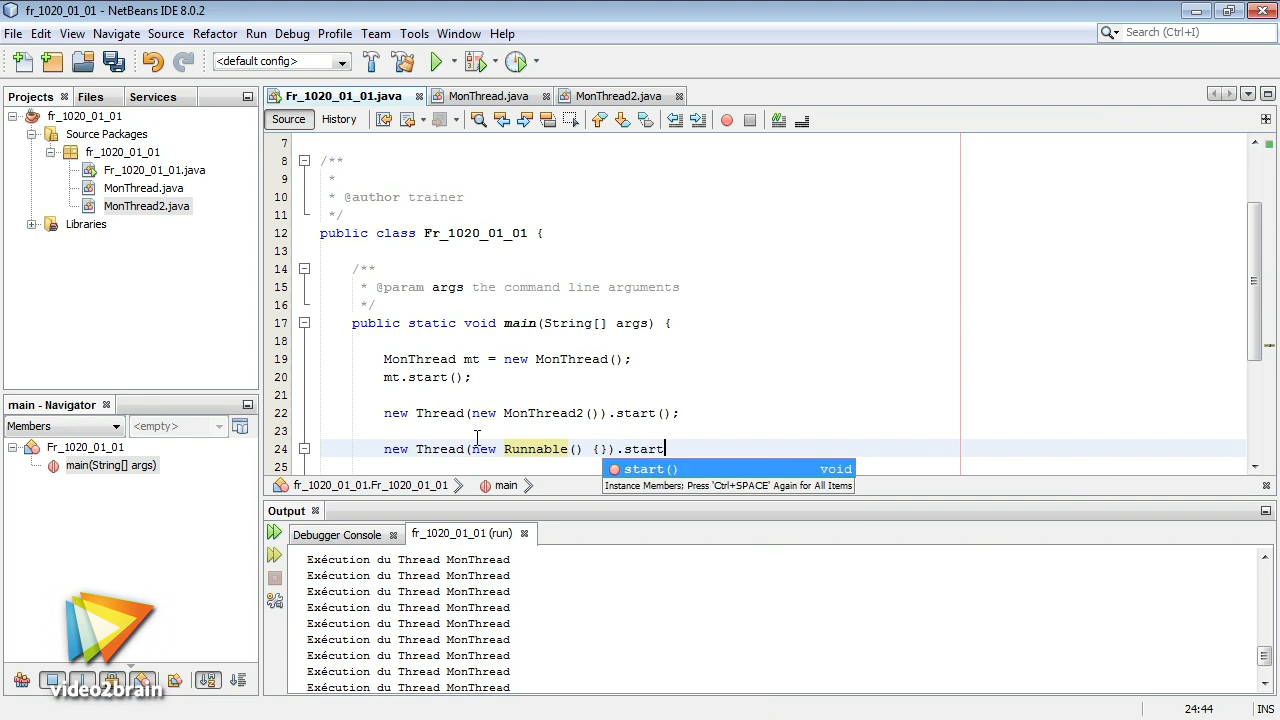 fr_1020_01_01 - NetBeans IDE 8.0.2
File Edit View Navigate Source Refactor Run Debug Profile Team Tools Window Help
Search (Ctrl+I)
<default config>
Projects Files Services
fr_1020_01_01
Source Packages
fr_1020_01_01
Fr_1020_01_01.java
MonThread.java
MonThread2.java
Libraries
main - Navigator
Members <empty>
Fr_1020_01_01
main(String[] args)
Fr_1020_01_01.java MonThread.java MonThread2.java
Source History
7
8 /**
9 *
10 * @author trainer
11 */
12 public class Fr_1020_01_01 {
13
14 /**
15 * @param args the command line arguments
16 */
17 public static void main(String[] args) {
18
19 MonThread mt = new MonThread();
20 mt.start();
21
22 new Thread(new MonThread2()).start();
23
24 new Thread(new Runnable() {}).start
25
start() void
Instance Members; Press 'Ctrl+SPACE' Again for All Items
fr_1020_01_01.Fr_1020_01_01 main
Output
Debugger Console fr_1020_01_01 (run)
Exécution du Thread MonThread
Exécution du Thread MonThread
Exécution du Thread MonThread
Exécution du Thread MonThread
Exécution du Thread MonThread
Exécution du Thread MonThread
Exécution du Thread MonThread
Exécution du Thread MonThread
Exécution du Thread MonThread
video2brain
24:44 INS